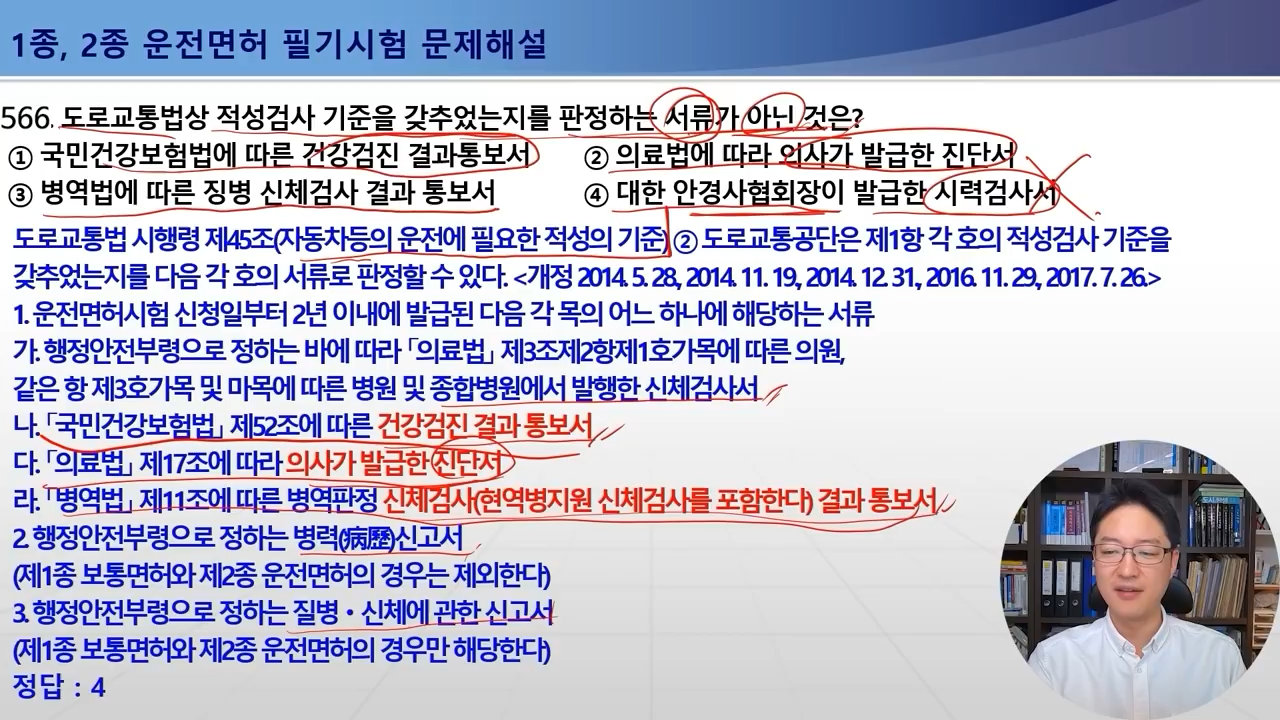 1종, 2종 운전면허 필기시험 문제해설
566. 도로교통법상 적성검사 기준을 갖추었는지를 판정하는 서류가 아닌 것은?
① 국민건강보험법에 따른 건강검진 결과통보서 ② 의료법에 따라 의사가 발급한 진단서
③ 병역법에 따른 징병 신체검사 결과 통보서 ④ 대한 안경사협회장이 발급한 시력검사서
도로교통법 시행령 제45조(자동차등의 운전에 필요한 적성의 기준) ② 도로교통공단은 제1항 각 호의 적성검사 기준을
갖추었는지를 다음 각 호의 서류로 판정할 수 있다. <개정 2014. 5. 28., 2014. 11. 19., 2014. 12. 31., 2016. 11. 29., 2017. 7. 26.>
1. 운전면허시험 신청일부터 2년 이내에 발급된 다음 각 목의 어느 하나에 해당하는 서류
가. 행정안전부령으로 정하는 바에 따라 「의료법」 제3조제2항제1호가목에 따른 의원,
같은 항 제3호가목 및 마목에 따른 병원 및 종합병원에서 발행한 신체검사서
나. 「국민건강보험법」 제52조에 따른 건강검진 결과 통보서
다. 「의료법」 제17조에 따라 의사가 발급한 진단서
라. 「병역법」 제11조에 따른 병역판정 신체검사(현역병지원 신체검사를 포함한다) 결과 통보서
2. 행정안전부령으로 정하는 병력(病歷)신고서
(제1종 보통면허와 제2종 운전면허의 경우는 제외한다)
3. 행정안전부령으로 정하는 질병・신체에 관한 신고서
(제1종 보통면허와 제2종 운전면허의 경우만 해당한다)
정답 : 4